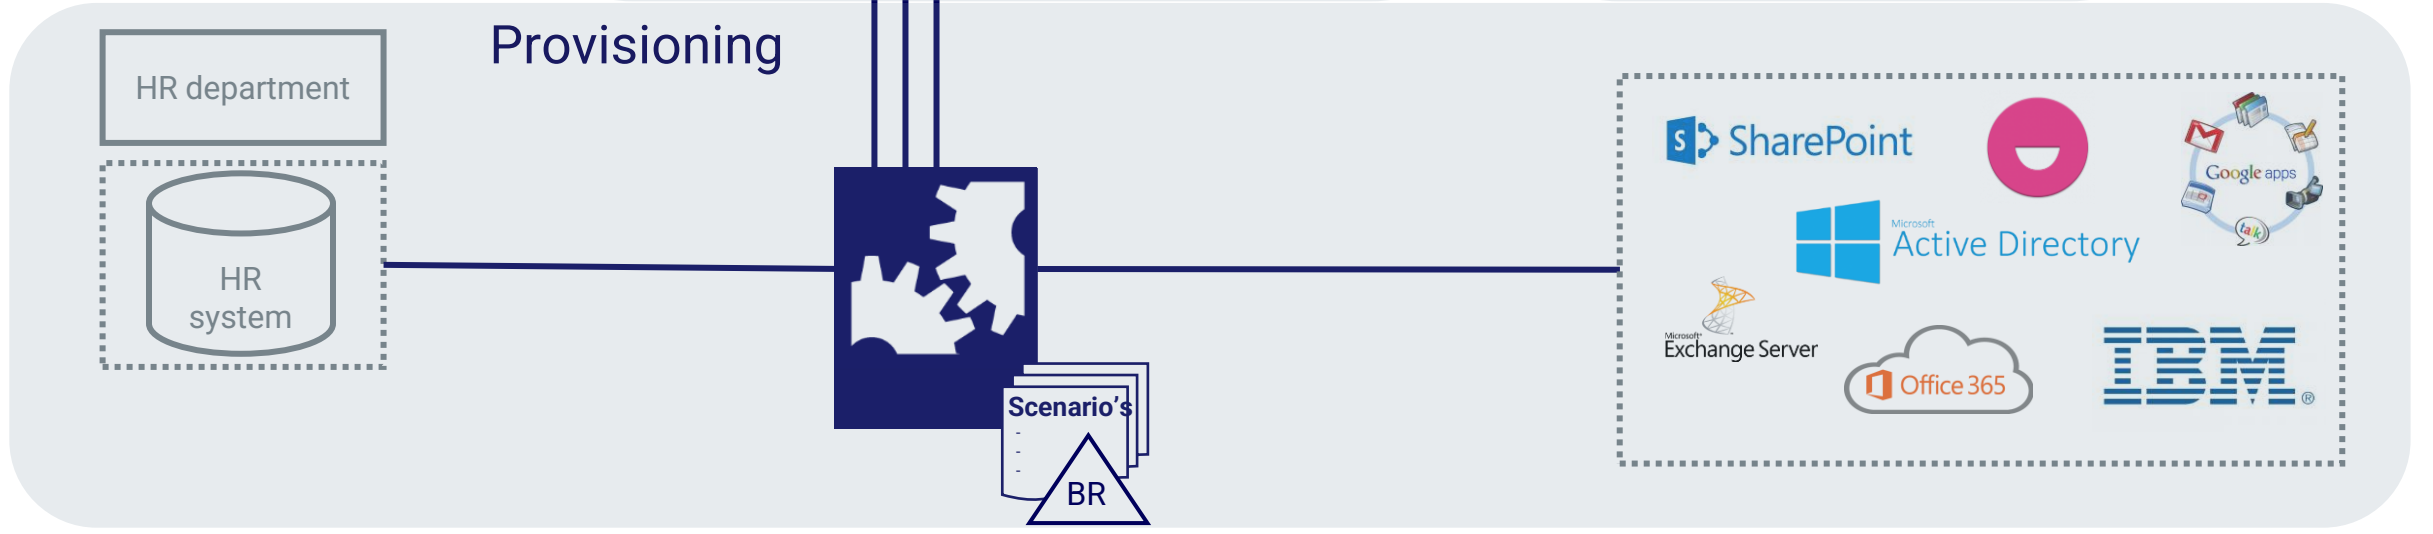 Provisioning
HR department
HR
system
Scenario's
-
-
-
BR
S
SharePoint
Google apps
talk
Microsoft
Active Directory
Microsoft®
Exchange Server
Office 365
IBM®